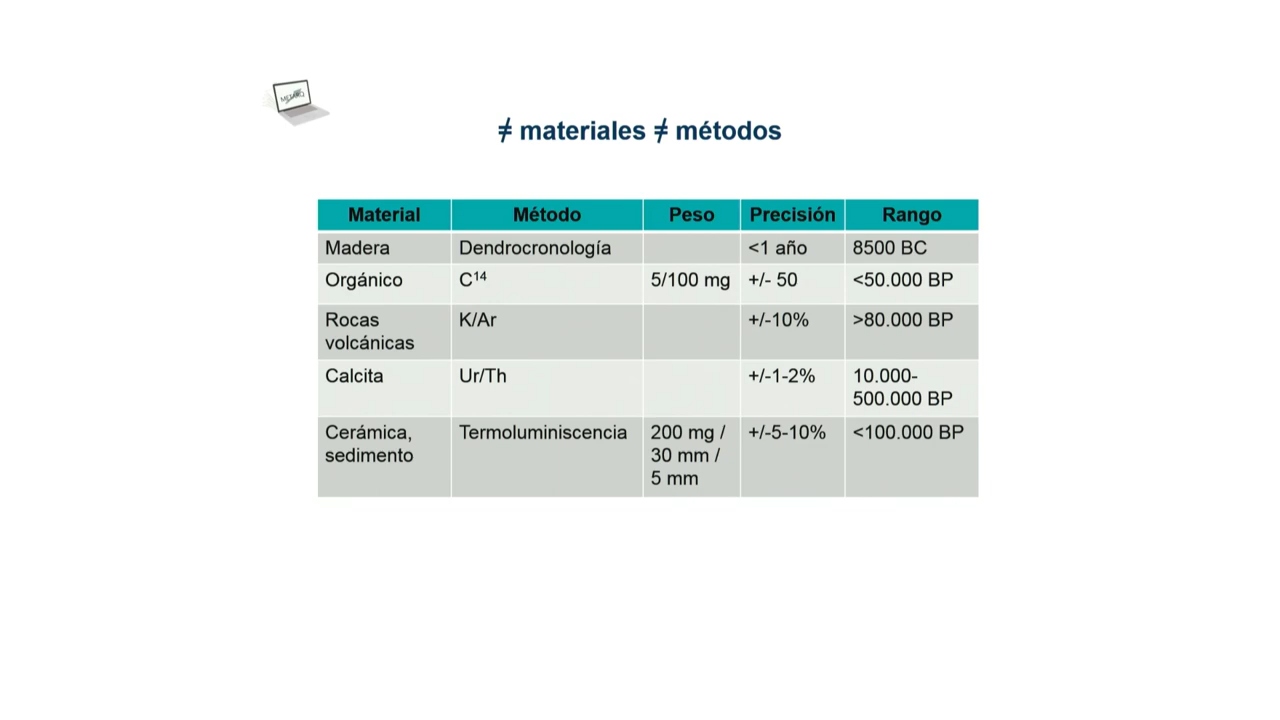 ≠ materiales ≠ métodos
Material Método Peso Precisión Rango
Madera Dendrocronología <1 año 8500 BC
Orgánico C¹⁴ 5/100 mg +/- 50 <50.000 BP
Rocas volcánicas K/Ar +/-10% >80.000 BP
Calcita Ur/Th +/-1-2% 10.000-500.000 BP
Cerámica, sedimento Termoluminiscencia 200 mg / 30 mm / 5 mm +/-5-10% <100.000 BP